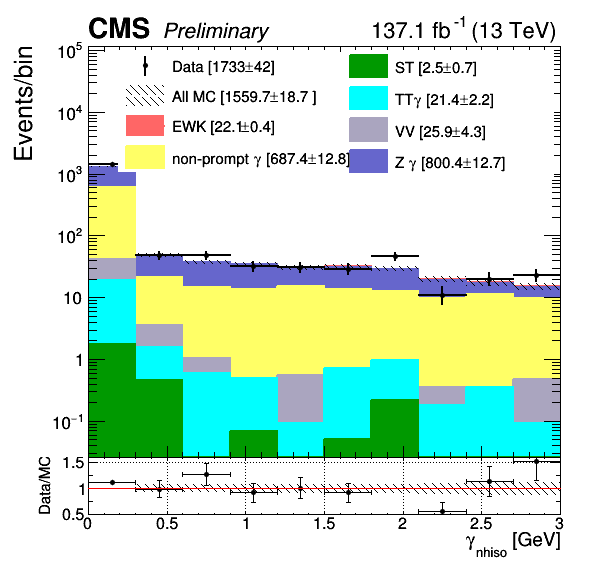 CMS Preliminary 137.1 fb⁻¹ (13 TeV)
Events/bin
10⁵
10⁴
10³
10²
10
1
10⁻¹
Data [1733±42]
All MC [1559.7±18.7 ]
EWK [22.1±0.4]
non-prompt γ [687.4±12.8]
ST [2.5±0.7]
TTγ [21.4±2.2]
VV [25.9±4.3]
Z γ [800.4±12.7]
Data/MC
1.5
1
0.5
0 0.5 1 1.5 2 2.5 3
γnhiso [GeV]